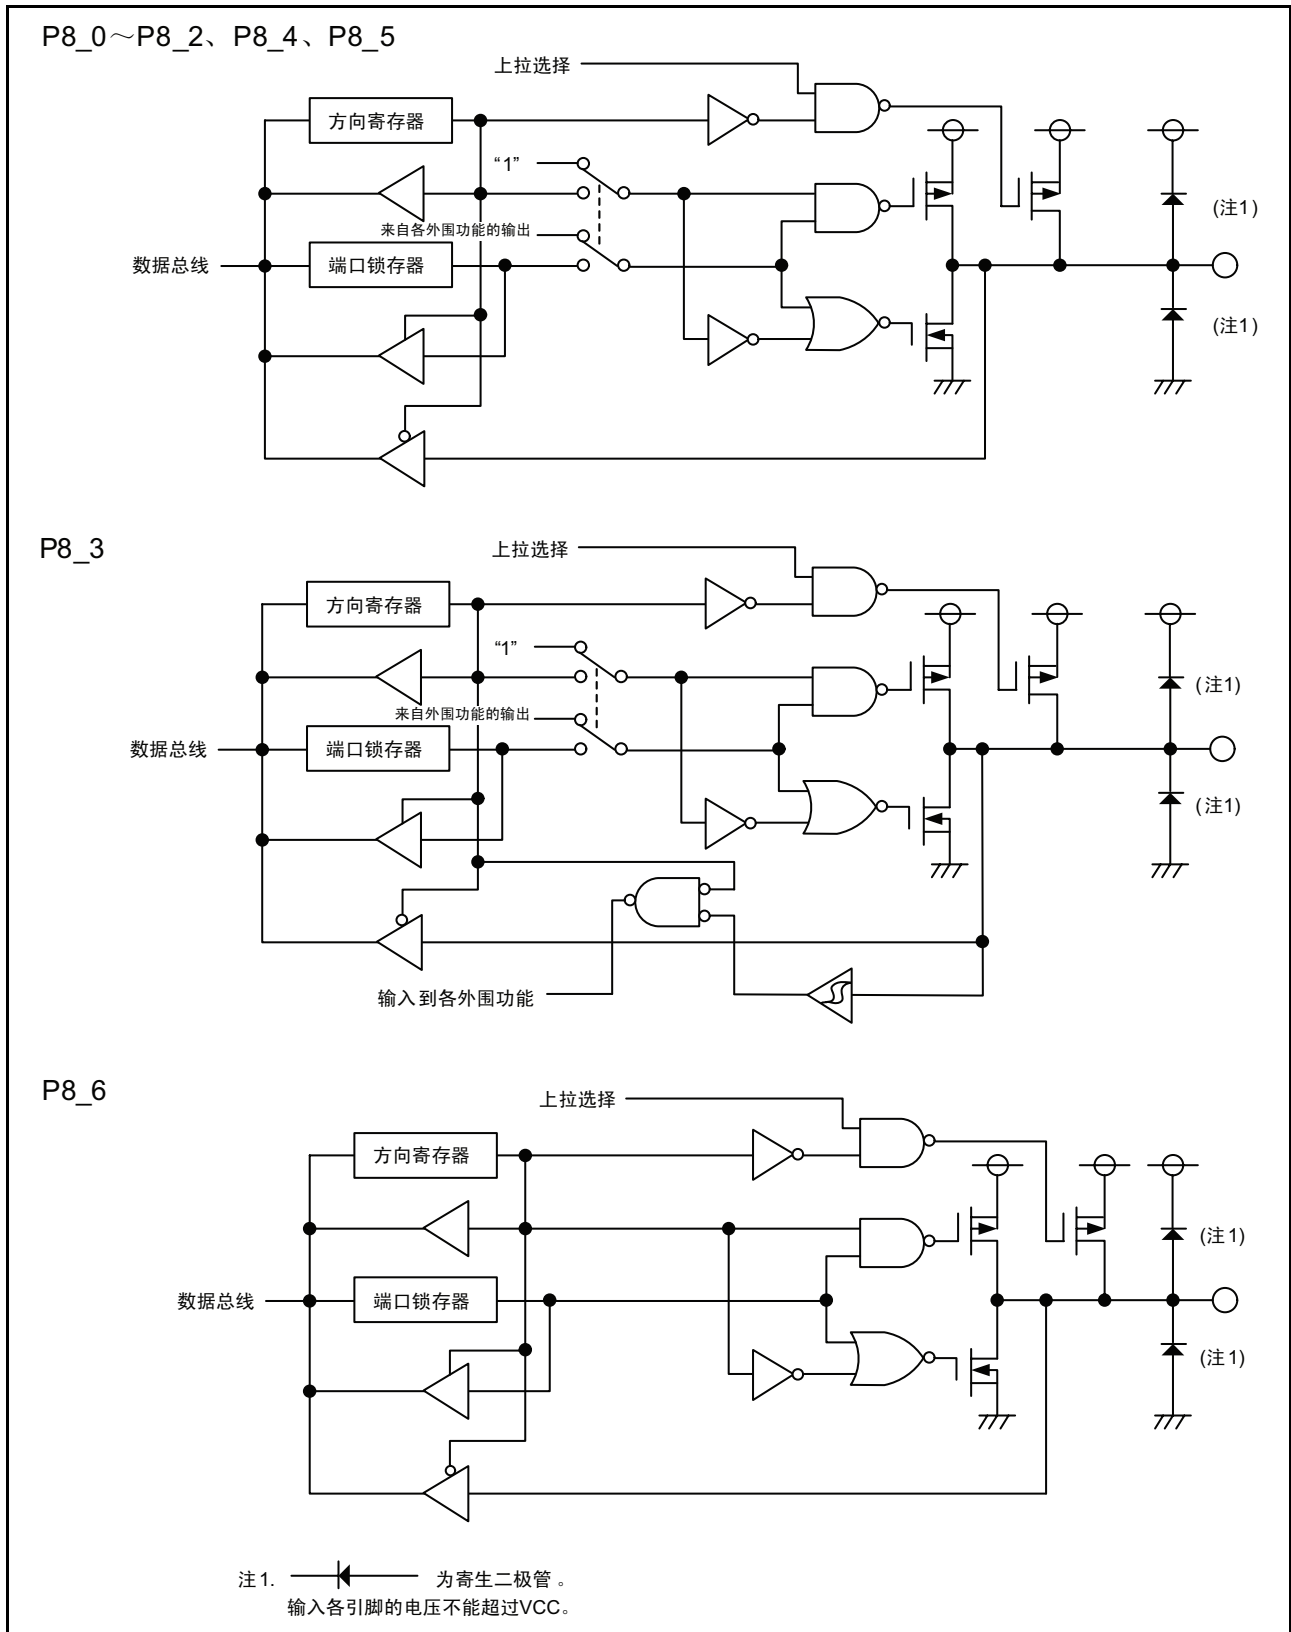 P8_0～P8_2、P8_4、P8_5
上拉选择
方向寄存器
“1”
(注1)
来自各外围功能的输出
数据总线
端口锁存器
(注1)
P8_3
上拉选择
方向寄存器
“1”
(注1)
来自外围功能的输出
数据总线
端口锁存器
(注1)
输入到各外围功能
P8_6
上拉选择
方向寄存器
(注1)
数据总线
端口锁存器
(注1)
注1. 为寄生二极管。
输入各引脚的电压不能超过VCC。